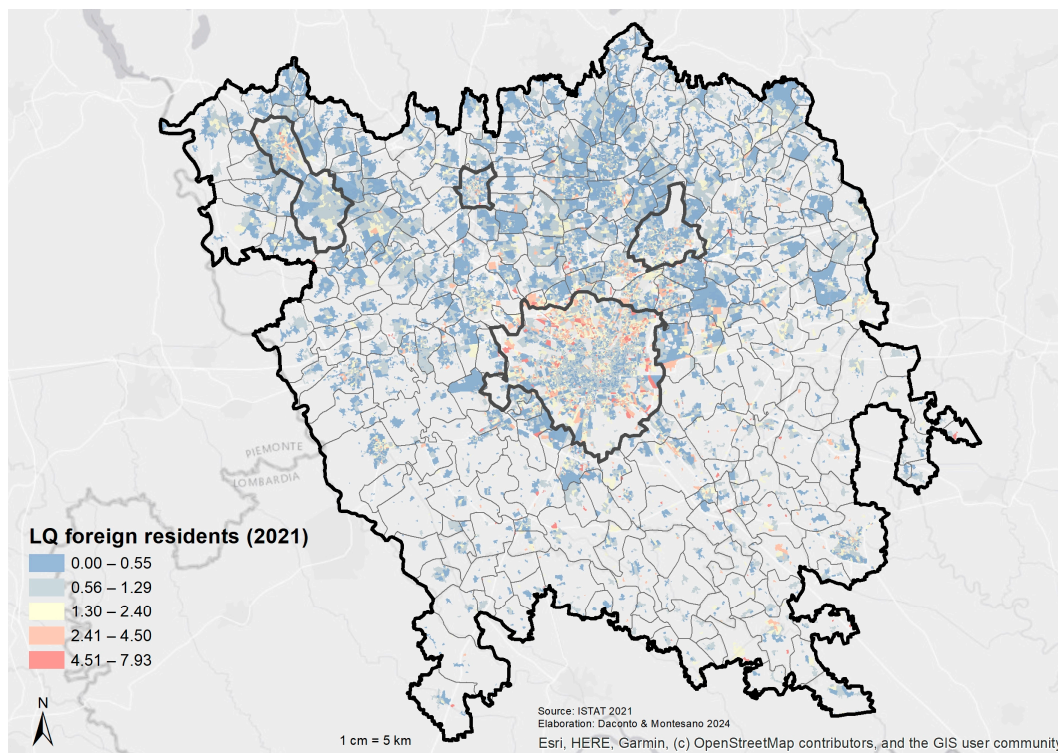 PIEMONTE
LOMBARDIA
LQ foreign residents (2021)
0.00 – 0.55
0.56 – 1.29
1.30 – 2.40
2.41 – 4.50
4.51 – 7.93
N
1 cm = 5 km
Source: ISTAT 2021
Elaboration: Daconto & Montesano 2024
Esri, HERE, Garmin, (c) OpenStreetMap contributors, and the GIS user community